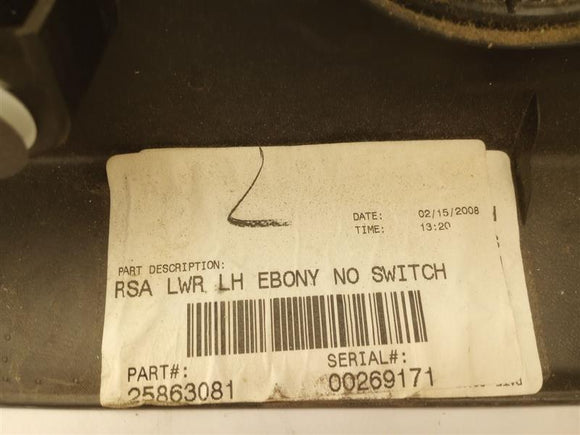 DATE: 02/15/2008
TIME: 13:20
PART DESCRIPTION:
RSA LWR LH EBONY NO SWITCH
PART#: SERIAL#:
25863081 00269171